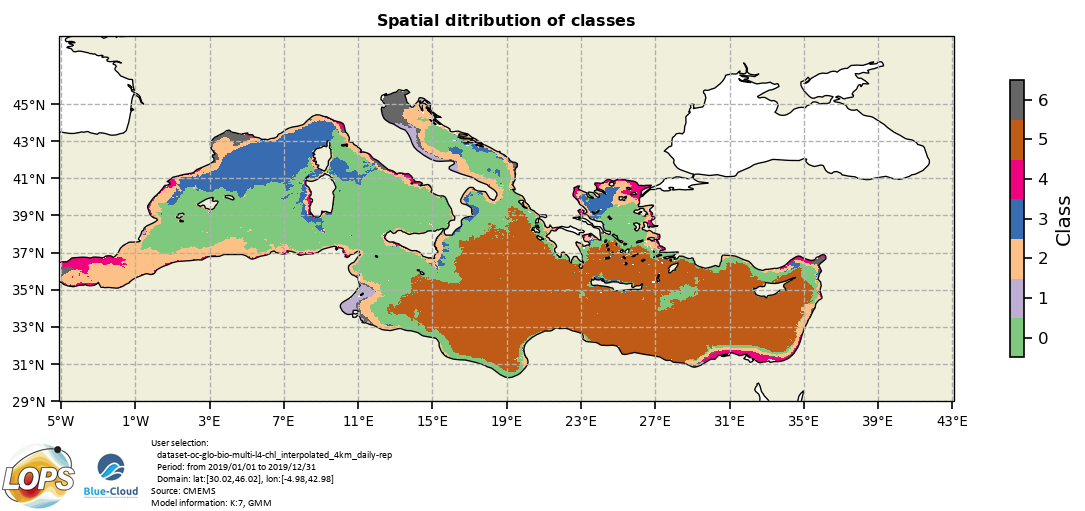 Spatial ditribution of classes
45°N
43°N
41°N
39°N
37°N
35°N
33°N
31°N
29°N
5°W 1°W 3°E 7°E 11°E 15°E 19°E 23°E 27°E 31°E 35°E 39°E 43°E
6
5
4
3
2
1
0
Class
LOPS
Blue-Cloud
User selection:
dataset-oc-glo-bio-multi-l4-chl_interpolated_4km_daily-rep
Period: from 2019/01/01 to 2019/12/31
Domain: lat:[30.02,46.02], lon:[-4.98,42.98]
Source: CMEMS
Model information: K:7, GMM